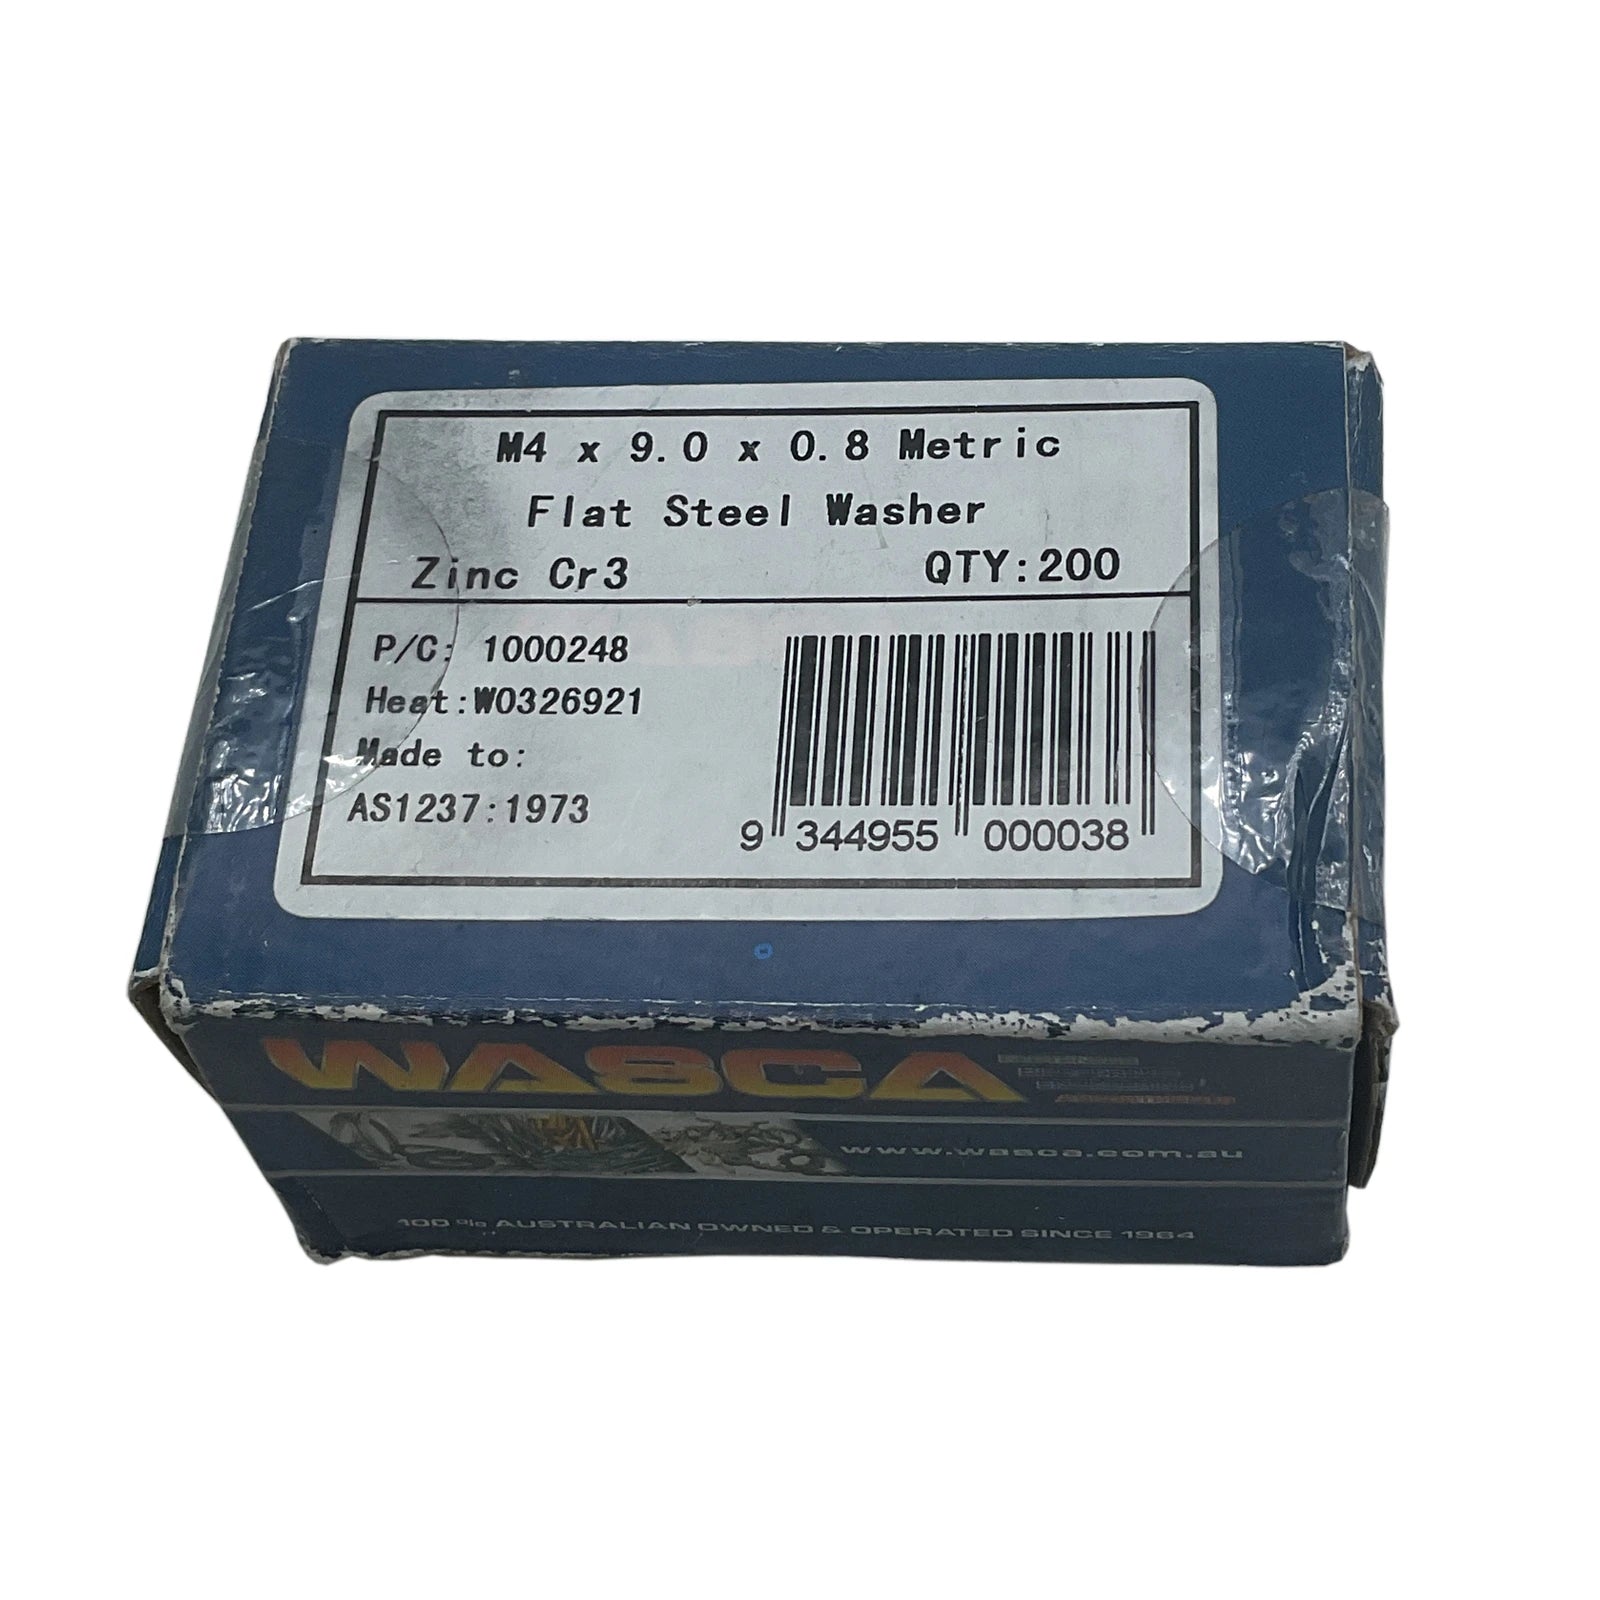 M4 x 9.0 x 0.8 Metric
Flat Steel Washer
Zinc Cr3 QTY:200
P/C: 1000248
Heat:W0326921
Made to:
AS1237:1973
9 344955 000038
WASCA
www.wasca.com.au
100 % AUSTRALIAN OWNED & OPERATED SINCE 1964